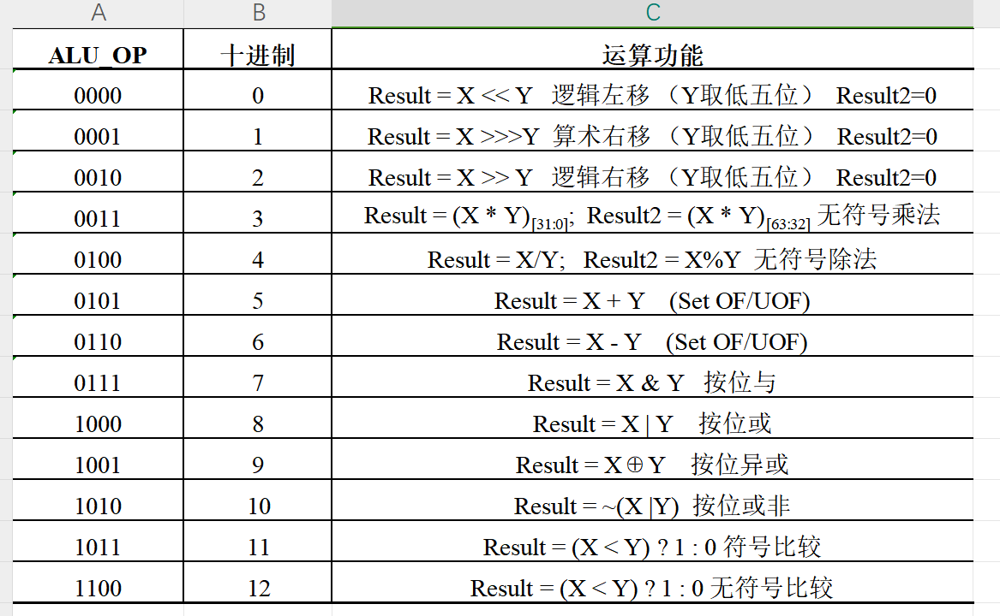 A B C
ALU_OP 十进制 运算功能
0000 0 Result = X << Y 逻辑左移 （Y取低五位） Result2=0
0001 1 Result = X >>>Y 算术右移 （Y取低五位） Result2=0
0010 2 Result = X >> Y 逻辑右移 （Y取低五位） Result2=0
0011 3 Result = (X * Y)[31:0]; Result2 = (X * Y)[63:32] 无符号乘法
0100 4 Result = X/Y; Result2 = X%Y 无符号除法
0101 5 Result = X + Y (Set OF/UOF)
0110 6 Result = X - Y (Set OF/UOF)
0111 7 Result = X & Y 按位与
1000 8 Result = X | Y 按位或
1001 9 Result = X⊕Y 按位异或
1010 10 Result = ~(X |Y) 按位或非
1011 11 Result = (X < Y) ? 1 : 0 符号比较
1100 12 Result = (X < Y) ? 1 : 0 无符号比较